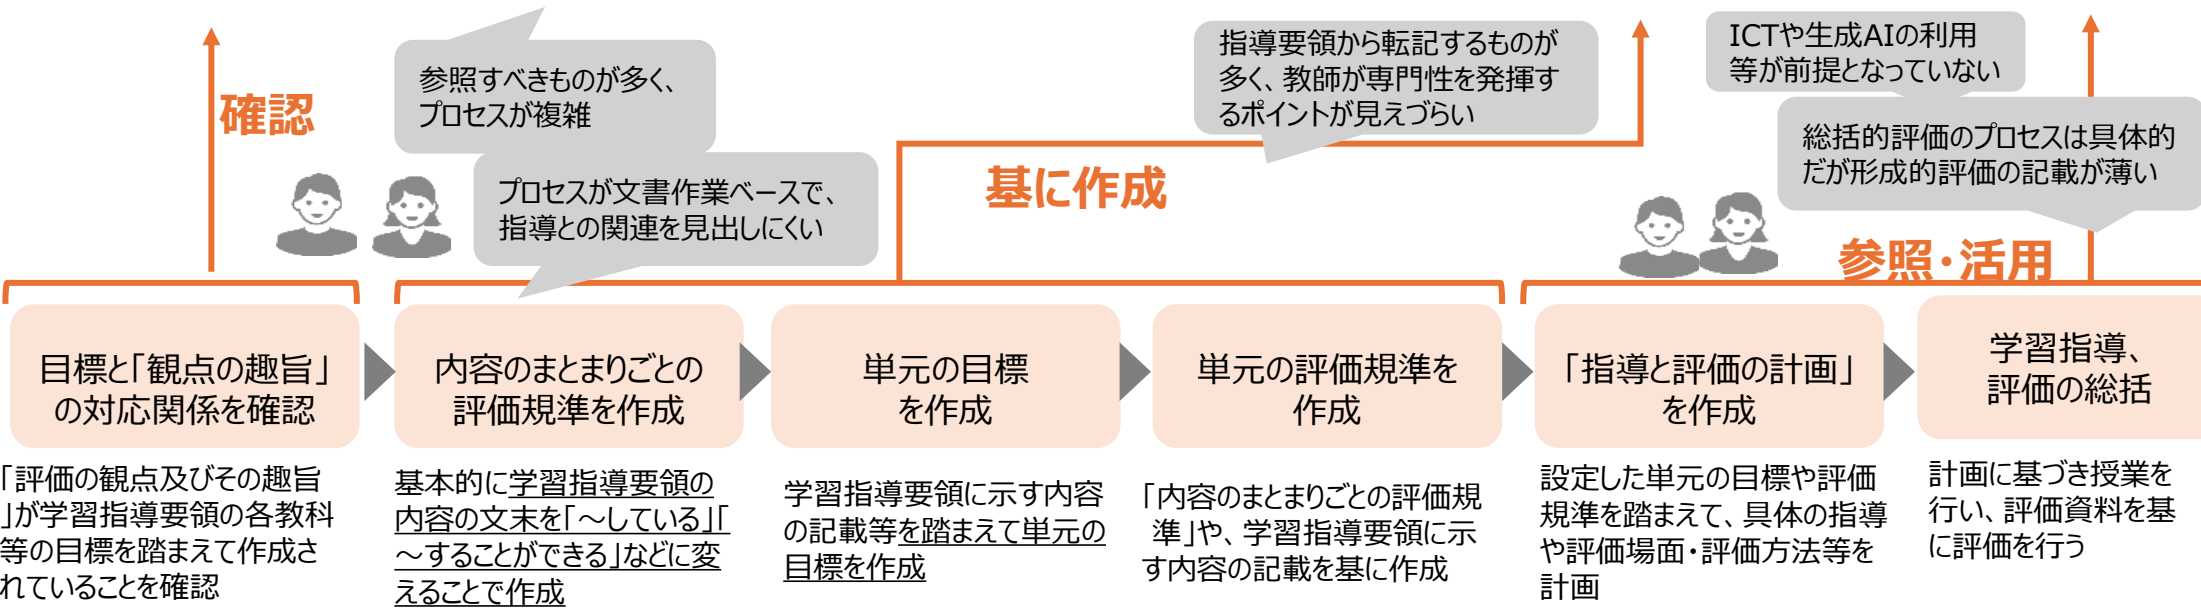 確認
参照すべきものが多く、
プロセスが複雑
プロセスが文書作業ベースで、
指導との関連を見出しにくい
基に作成
指導要領から転記するものが
多く、教師が専門性を発揮す
るポイントが見えづらい
ICTや生成AIの利用
等が前提となっていない
総括的評価のプロセスは具体的
だが形成的評価の記載が薄い
参照・活用
目標と「観点の趣旨」
の対応関係を確認
内容のまとまりごとの
評価規準を作成
単元の目標
を作成
単元の評価規準を
作成
「指導と評価の計画」
を作成
学習指導、
評価の総括
「評価の観点及びその趣旨
」が学習指導要領の各教科
等の目標を踏まえて作成さ
れていることを確認
基本的に学習指導要領の
内容の文末を「~している」「
~することができる」などに変
えることで作成
学習指導要領に示す内容
の記載等を踏まえて単元の
目標を作成
「内容のまとまりごとの評価規
準」や、学習指導要領に示
す内容の記載を基に作成
設定した単元の目標や評価
規準を踏まえて、具体の指導
や評価場面・評価方法等を
計画
計画に基づき授業を
行い、評価資料を基
に評価を行う